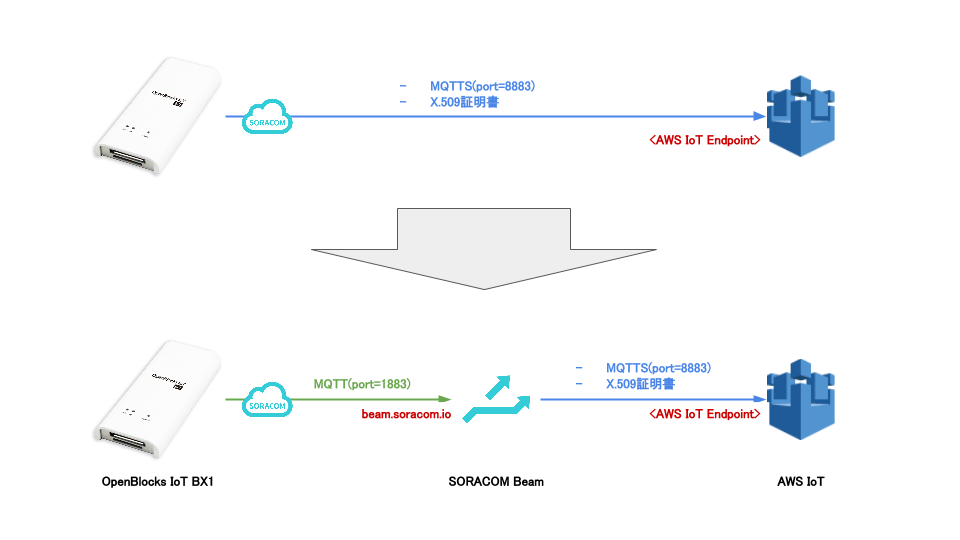 - MQTTS(port=8883)
- X.509証明書
OpenBlocks
SORACOM
<AWS IoT Endpoint>
MQTT(port=1883)
- MQTTS(port=8883)
- X.509証明書
OpenBlocks
SORACOM
beam.soracom.io
<AWS IoT Endpoint>
OpenBlocks IoT BX1
SORACOM Beam
AWS IoT